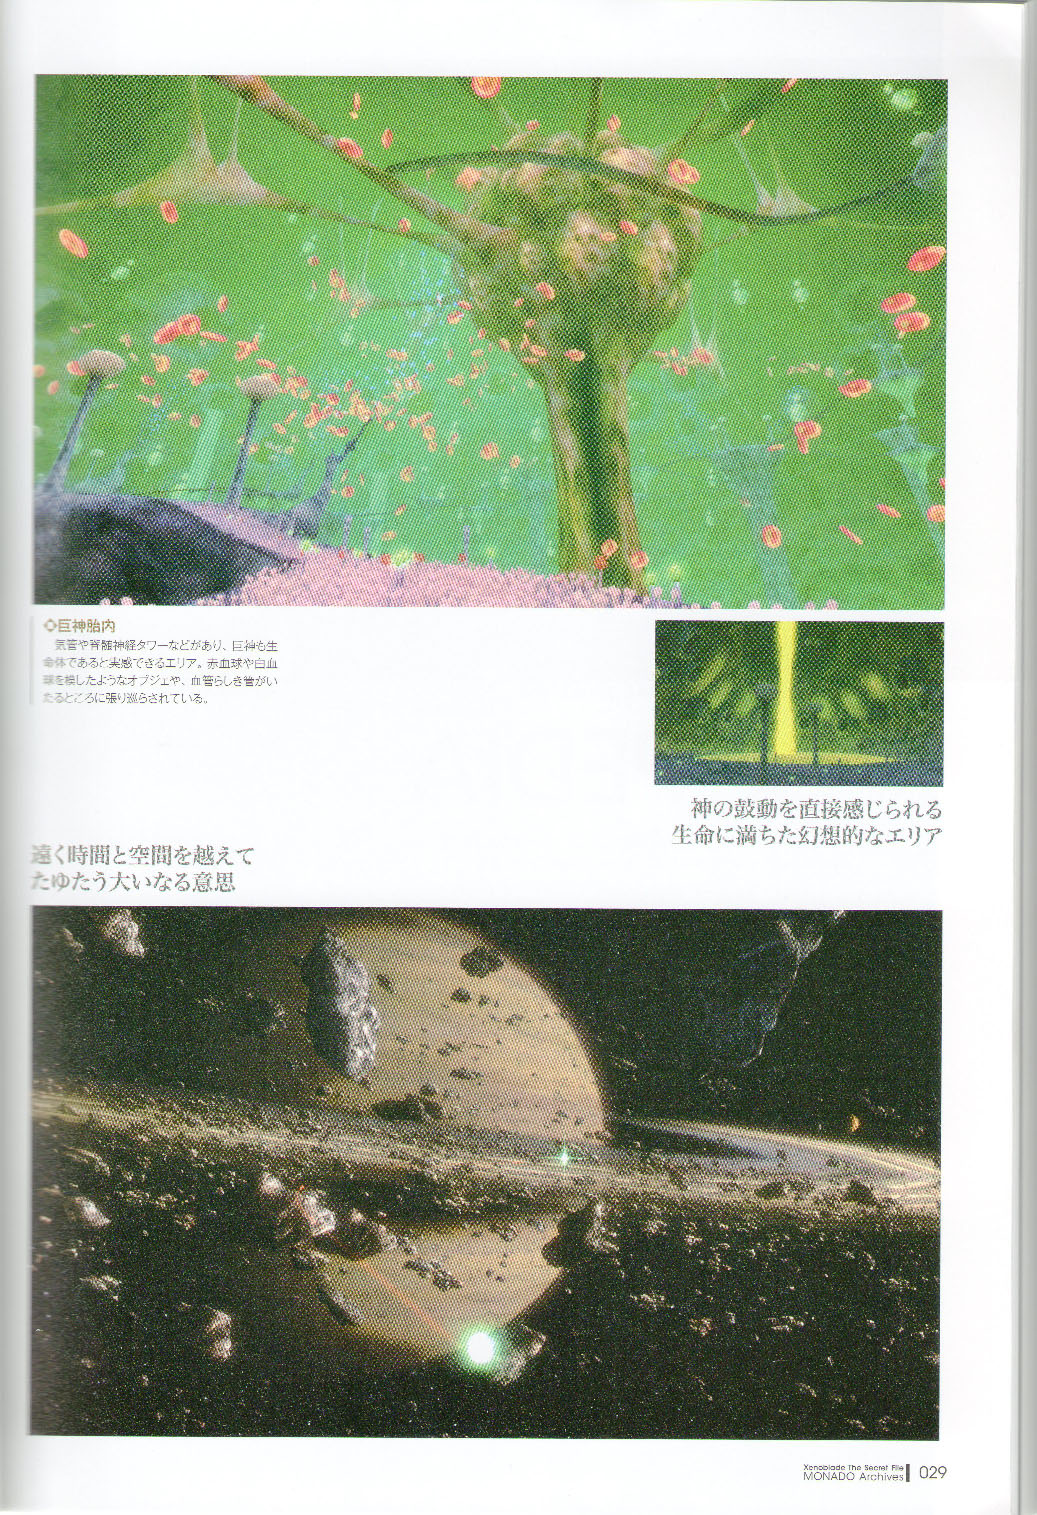 ◇巨神胎内
気管や脊髄神経タワーなどがあり、巨神も生
命体であると実感できるエリア。赤血球や白血
球を模したようなオブジェや、血管らしき管がい
たるところに張り巡らされている。
神の鼓動を直接感じられる
生命に満ちた幻想的なエリア
遠く時間と空間を越えて
たゆたう大いなる意思
Xenoblade The Secret File
MONADO Archives 029